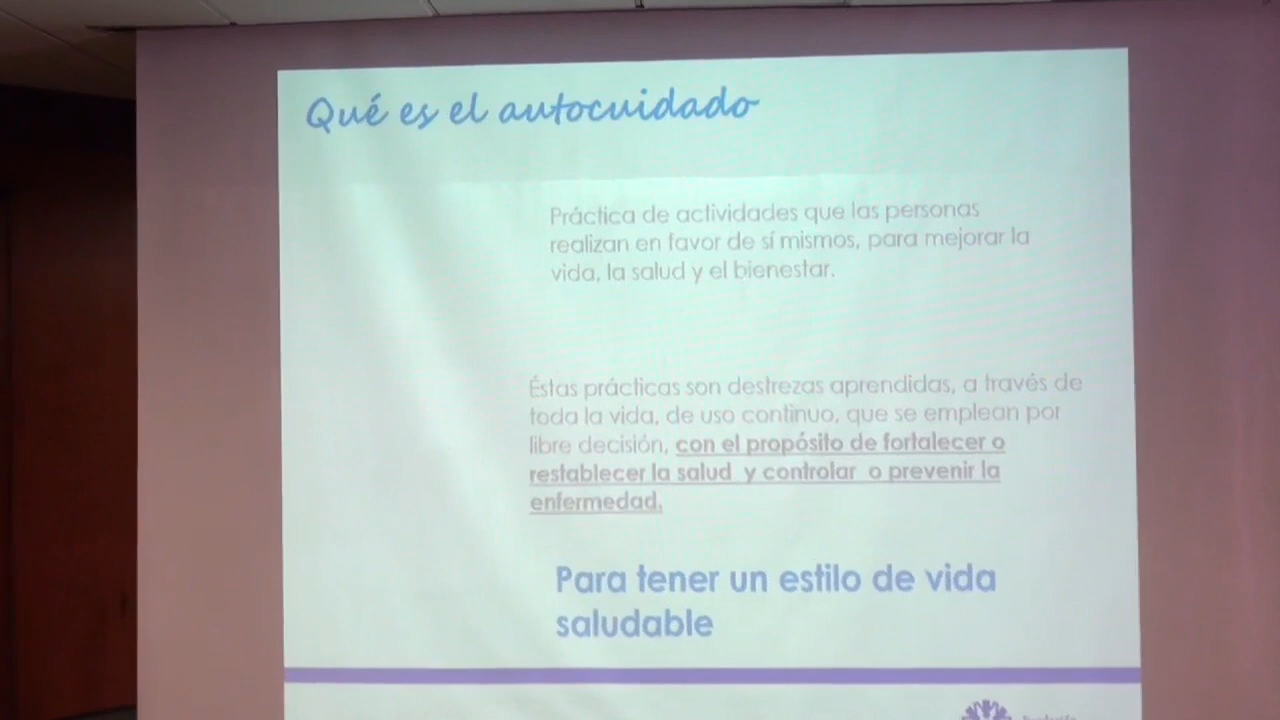 Qué es el autocuidado
Práctica de actividades que las personas
realizan en favor de sí mismos, para mejorar la
vida, la salud y el bienestar.
Éstas prácticas son destrezas aprendidas, a través de
toda la vida, de uso continuo, que se emplean por
libre decisión, con el propósito de fortalecer o
restablecer la salud y controlar o prevenir la
enfermedad.
Para tener un estilo de vida
saludable